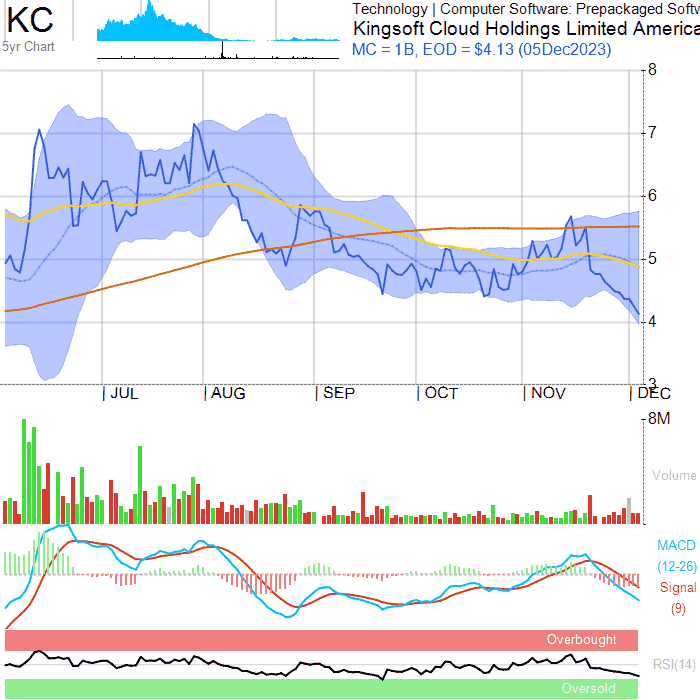 KC
5yr Chart
Technology | Computer Software: Prepackaged Softw
Kingsoft Cloud Holdings Limited America
MC = 1B, EOD = $4.13 (05Dec2023)
8
7
6
5
4
3
JUL AUG SEP OCT NOV DEC
8M
Volume
MACD
(12-26)
Signal
(9)
Overbought
RSI(14)
Oversold